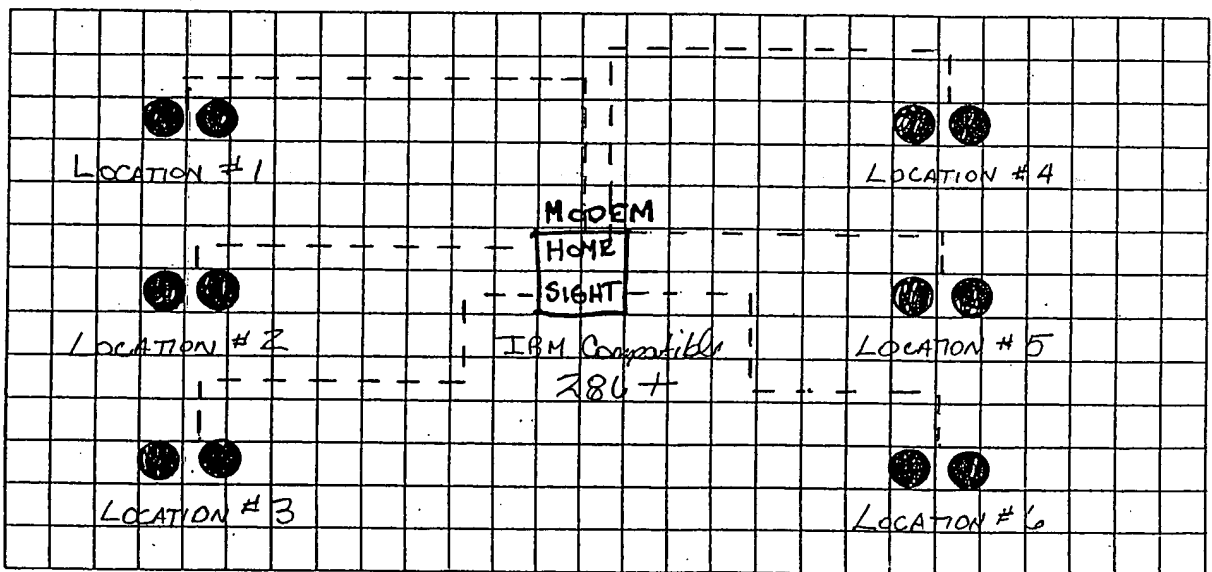 LOCATION #1
LOCATION #4
MODEM
HOME
SIGHT
LOCATION #2
IBM Compatible
286+
LOCATION #5
LOCATION #3
LOCATION #6